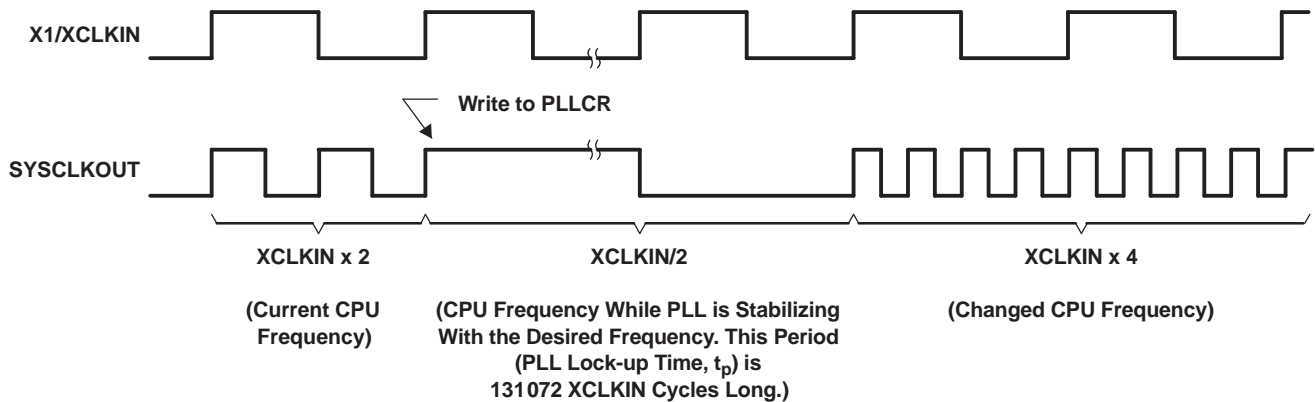 X1/XCLKIN
Write to PLLCR
SYSCLKOUT
XCLKIN x 2
(Current CPU
Frequency)
XCLKIN/2
(CPU Frequency While PLL is Stabilizing
With the Desired Frequency. This Period
(PLL Lock-up Time, tp) is
131072 XCLKIN Cycles Long.)
XCLKIN x 4
(Changed CPU Frequency)